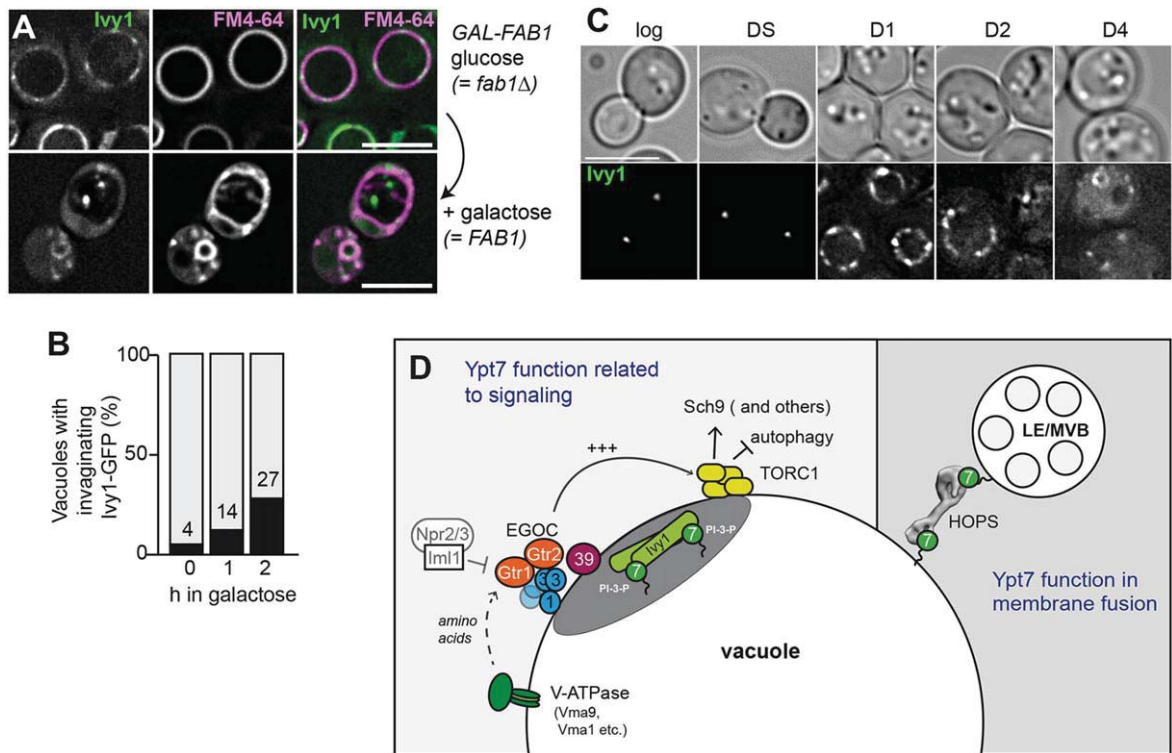 A
Ivy1
FM4-64
Ivy1 FM4-64
GAL-FAB1
glucose
(= fab1Δ)
+ galactose
(= FAB1)
B
Vacuoles with
invaginating
Ivy1-GFP (%)
100
50
0
4
14
27
0 1 2
h in galactose
C
log DS D1 D2 D4
Ivy1
D
Ypt7 function related
to signaling
Sch9 ( and others)
autophagy
+++
TORC1
EGOC
Npr2/3
Iml1
Gtr1
Gtr2
39
3 3
1
PI-3-P
Ivy1
7
7
PI-3-P
amino
acids
V-ATPase
(Vma9,
Vma1 etc.)
vacuole
LE/MVB
7
HOPS
7
Ypt7 function in
membrane fusion